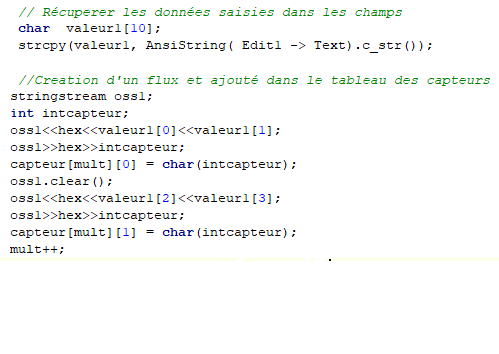 // Récuperer les données saisies dans les champs
char  valeur1[10];
strcpy(valeur1, AnsiString( Edit1 -> Text).c_str());
//Creation d'un flux et ajouté dans le tableau des capteurs
stringstream oss1;
int intcapteur;
oss1<<hex<<valeur1[0]<<valeur1[1];
oss1>>hex>>intcapteur;
capteur[mult][0] = char(intcapteur);
oss1.clear();
oss1<<hex<<valeur1[2]<<valeur1[3];
oss1>>hex>>intcapteur;
capteur[mult][1] = char(intcapteur);
mult++;